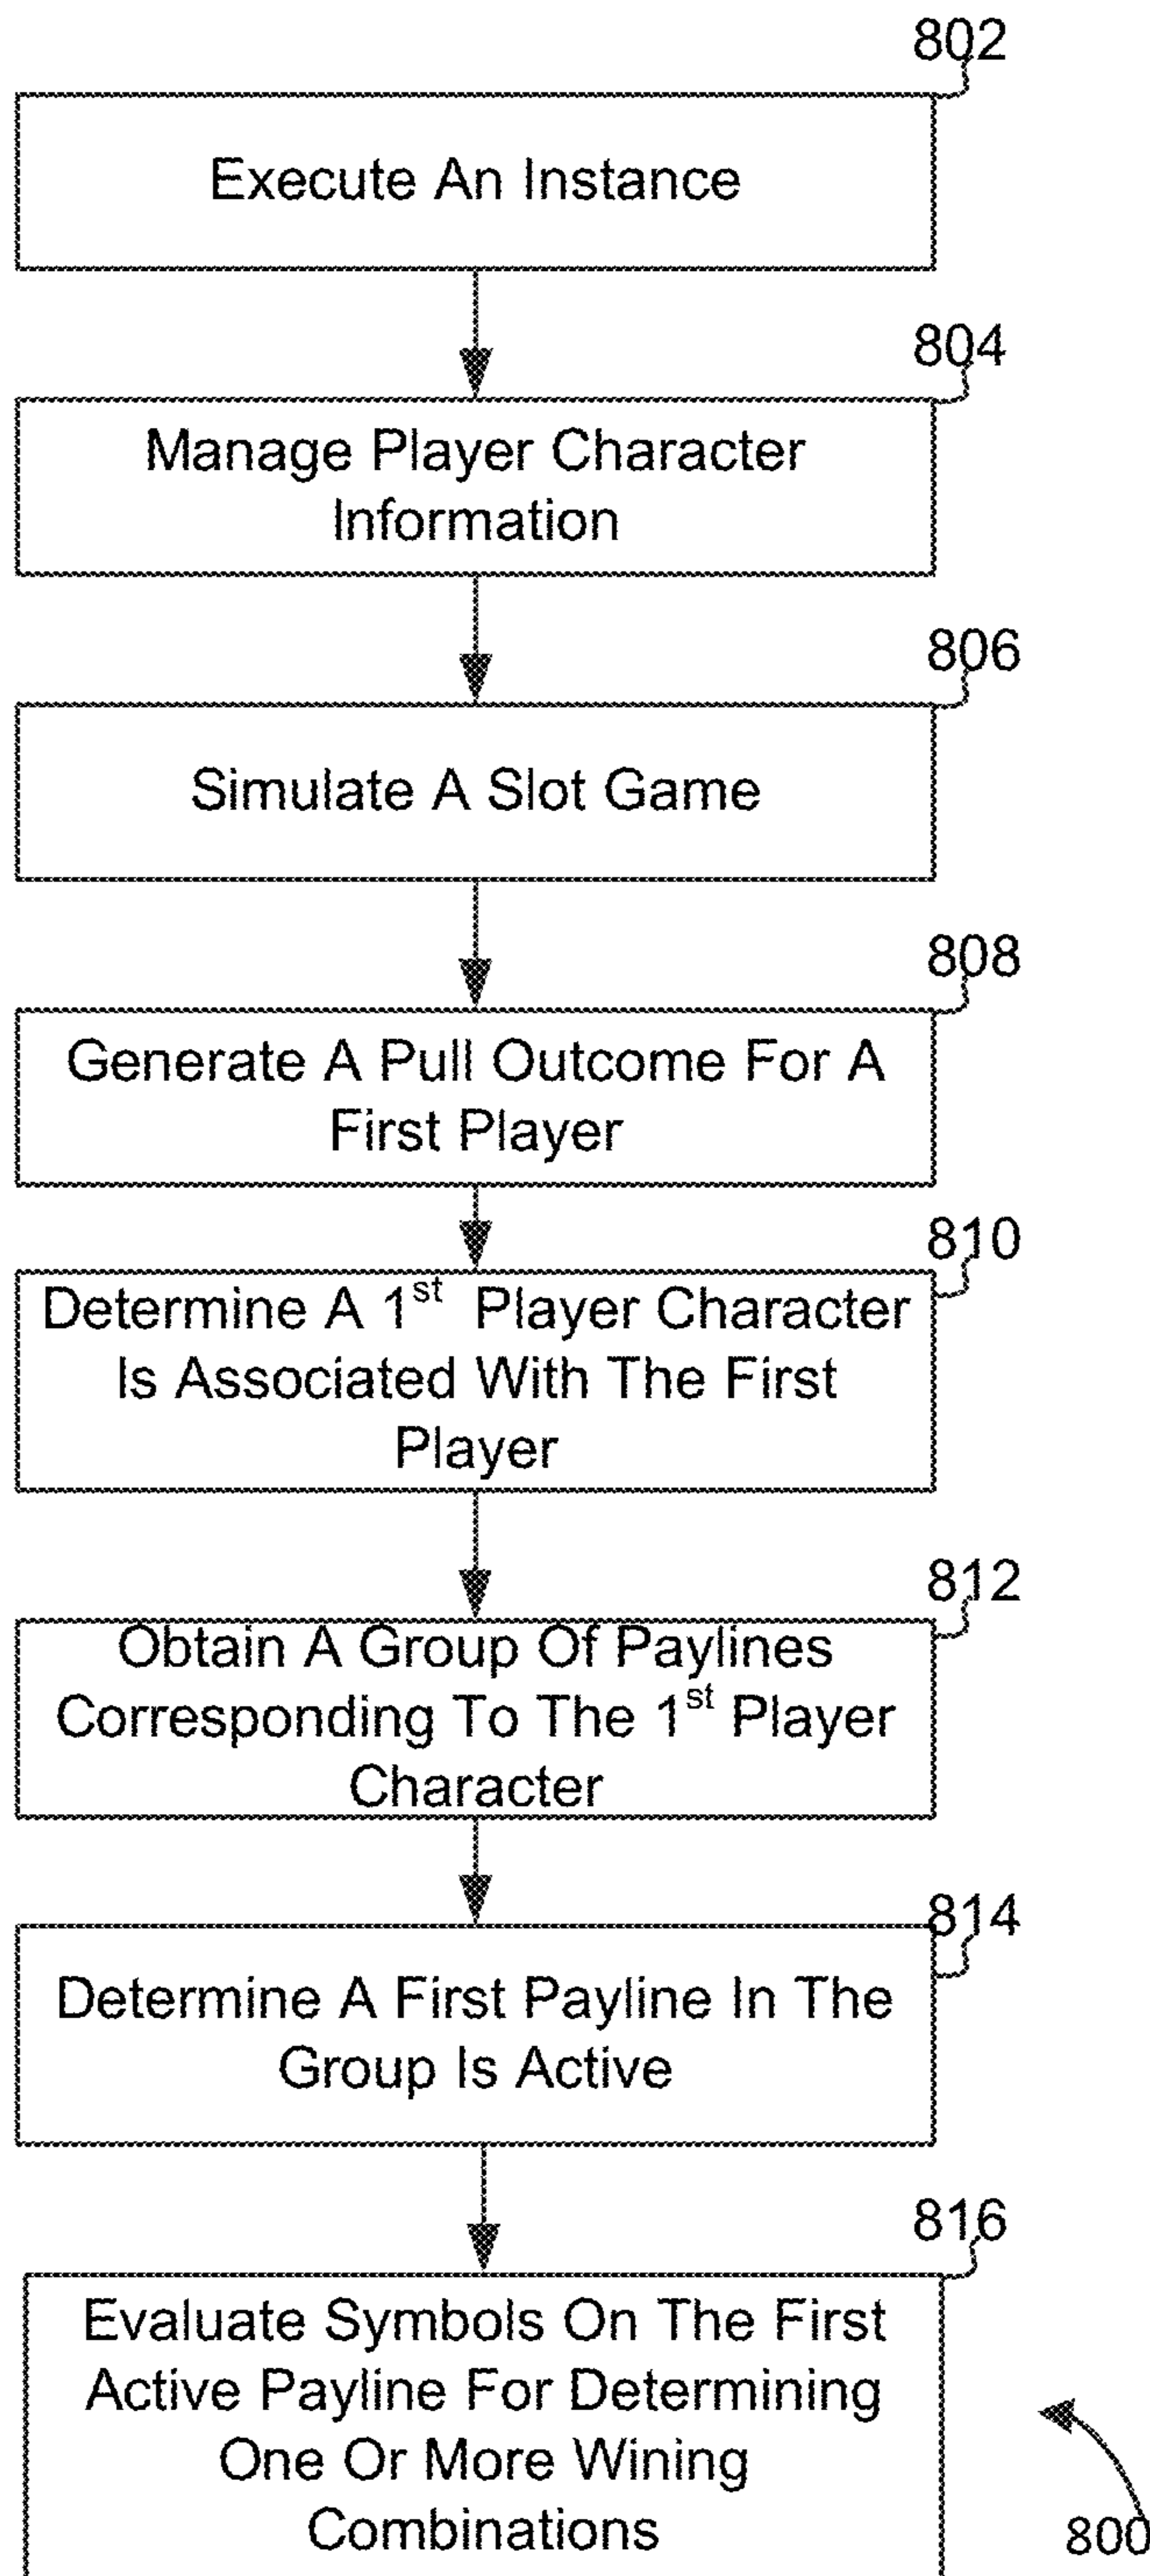 802
Execute An Instance
804
Manage Player Character
Information
806
Simulate A Slot Game
808
Generate A Pull Outcome For A
First Player
810
Determine A 1st Player Character
Is Associated With The First
Player
812
Obtain A Group Of Paylines
Corresponding To The 1st Player
Character
814
Determine A First Payline In The
Group Is Active
816
Evaluate Symbols On The First
Active Payline For Determining
One Or More Wining
Combinations
800